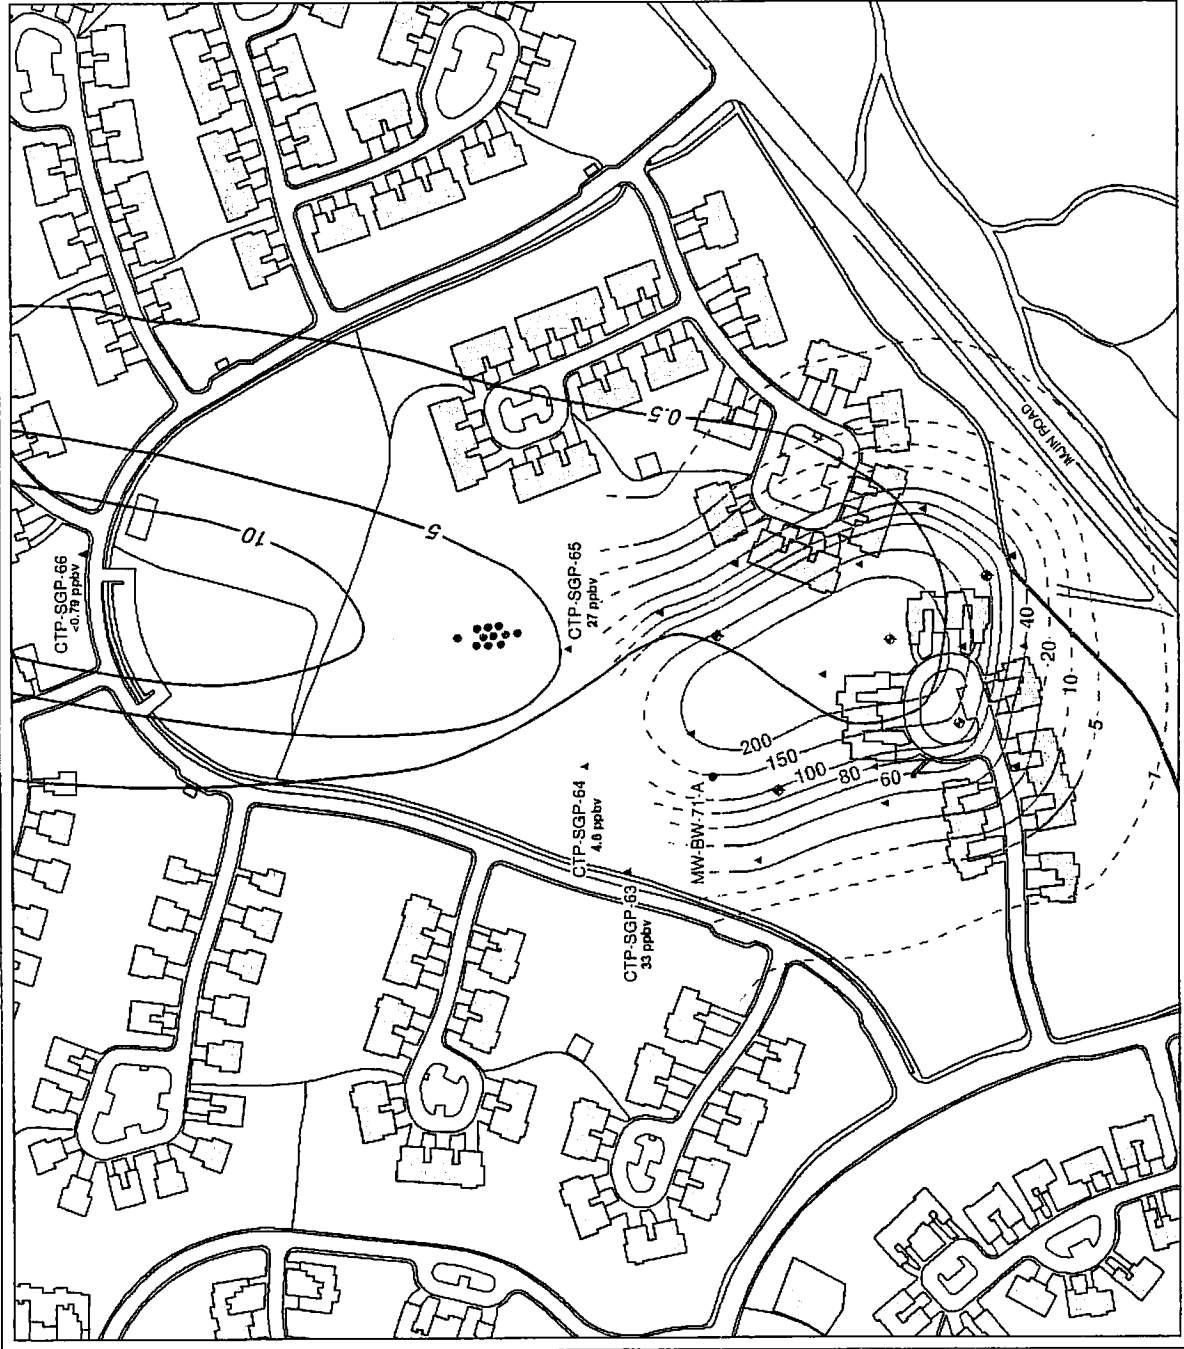 CTP-SGP-66
<0.79 ppbv
10
5
0.5
CTP-SGP-65
27 ppbv
CTP-SGP-64
4.6 ppbv
CTP-SGP-63
33 ppbv
MW-BW-71-A
200
150
100
80
60
40
20
10
5
1
IMJIN ROAD